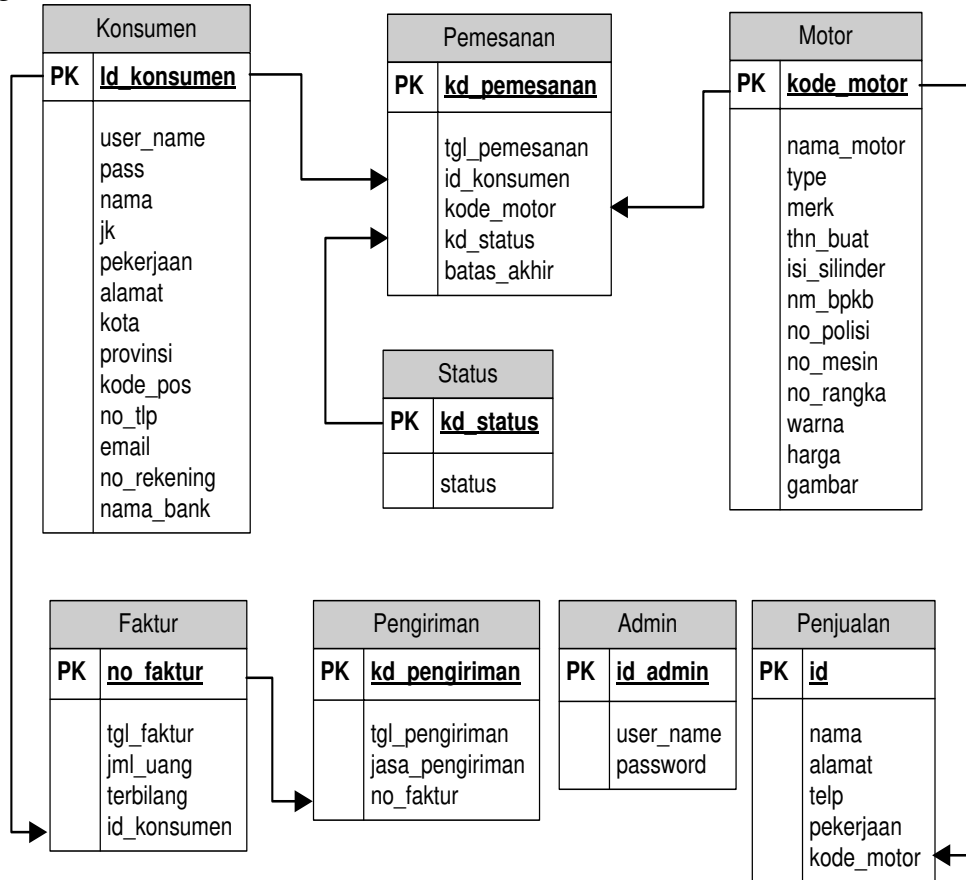 Konsumen
PK Id_konsumen
user_name
pass
nama
jk
pekerjaan
alamat
kota
provinsi
kode_pos
no_tlp
email
no_rekening
nama_bank
Pemesanan
PK kd_pemesanan
tgl_pemesanan
id_konsumen
kode_motor
kd_status
batas_akhir
Motor
PK kode_motor
nama_motor
type
merk
thn_buat
isi_silinder
nm_bpkb
no_polisi
no_mesin
no_rangka
warna
harga
gambar
Status
PK kd_status
status
Faktur
PK no_faktur
tgl_faktur
jml_uang
terbilang
id_konsumen
Pengiriman
PK kd_pengiriman
tgl_pengiriman
jasa_pengiriman
no_faktur
Admin
PK id_admin
user_name
password
Penjualan
PK id
nama
alamat
telp
pekerjaan
kode_motor